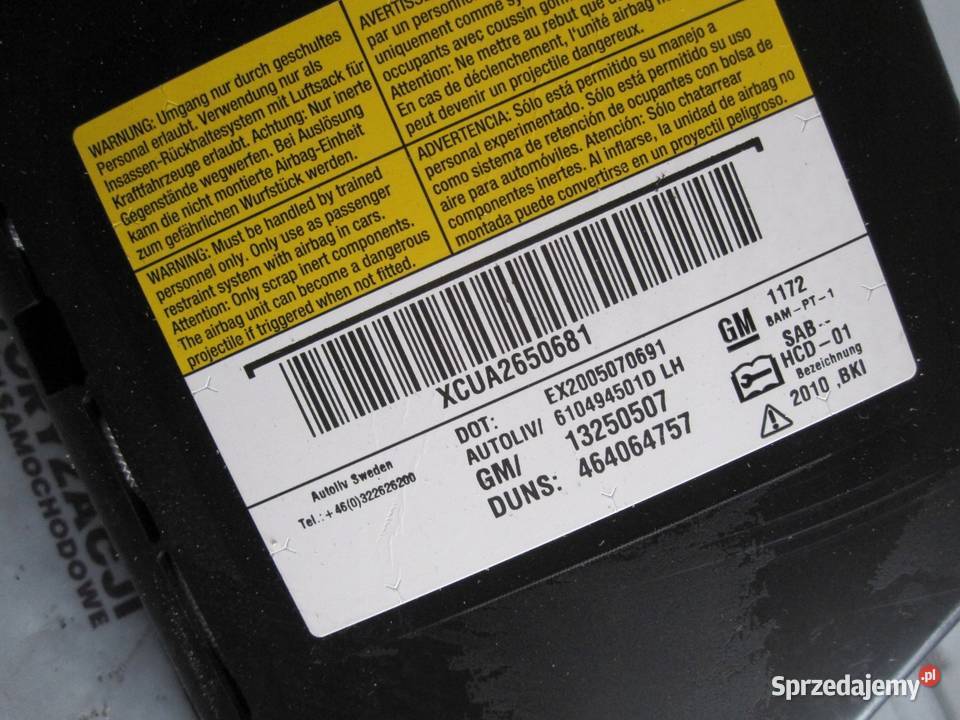 WARNUNG: Umgang nur durch geschultes
Personal erlaubt. Verwendung nur als
Insassen-Rückhaltesystem mit Luftsack für
Kraftfahrzeuge erlaubt. Achtung: Nur inerte
Gegenstände wegwerfen. Bei Auslösung
kann die nicht montierte Airbag-Einheit
zum gefährlichen Wurfstück werden.
AVERTISSE
par un personne
uniquement comme sy
occupants avec coussin gonf
Attention: Ne mettre au rebut que
En cas de déclenchement, l'unité airbag
peut devenir un projectile dangereux.
WARNING: Must be handled by trained
personnel only. Only use as passenger
restraint system with airbag in cars.
Attention: Only scrap inert components.
The airbag unit can become a dangerous
projectile if triggered when not fitted.
ADVERTENCIA: Sólo está permitido su manejo a
personal experimentado. Sólo está permitido su uso
como sistema de retención de ocupantes con bolsa de
aire para automóviles. Atención: Sólo chatarrear
componentes inertes. Al inflarse, la unidad de airbag no
montada puede convertirse en un proyectil peligroso.
XCUA2650681
Autoliv Sweden
Tel.: +46(0)322626200
DOT: EX2005070691
AUTOLIV/ 610494501D LH
GM/ 13250507
DUNS: 464064757
GM 1172
BAM-PT-1
SAB--
HCD-01
Bezeichnung
2010 ,BKI
SAMOCHODOWE
Sprzedajemy.pl